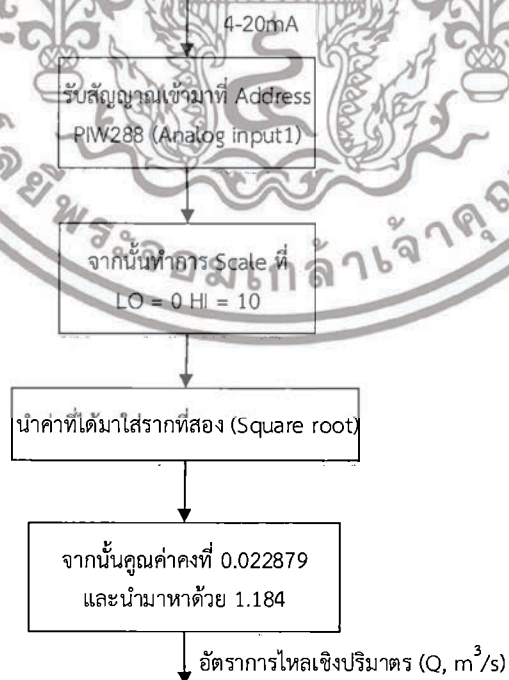 4-20mA
รับสัญญาณเข้ามาที่ Address
PIW288 (Analog input1)
จากนั้นทำการ Scale ที่
LO = 0 HI = 10
นำค่าที่ได้มาใส่รากที่สอง (Square root)
จากนั้นคูณค่าคงที่ 0.022879
และนำมาหาด้วย 1.184
อัตราการไหลเชิงปริมาตร (Q, m³/s)